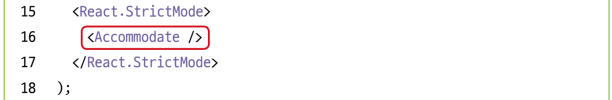 15 <React.StrictMode>
16 <Accommodate />
17 </React.StrictMode>
18 );